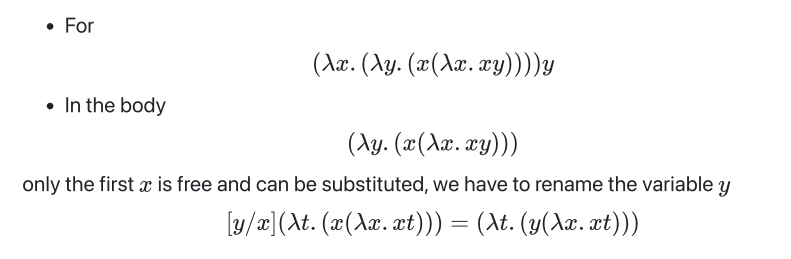 • For
(λx. (λy. (x(λx. xy))))y
• In the body
(λy. (x(λx. xy)))
only the first x is free and can be substituted, we have to rename the variable y
[y/x](λt. (x(λx. xt))) = (λt. (y(λx. xt)))